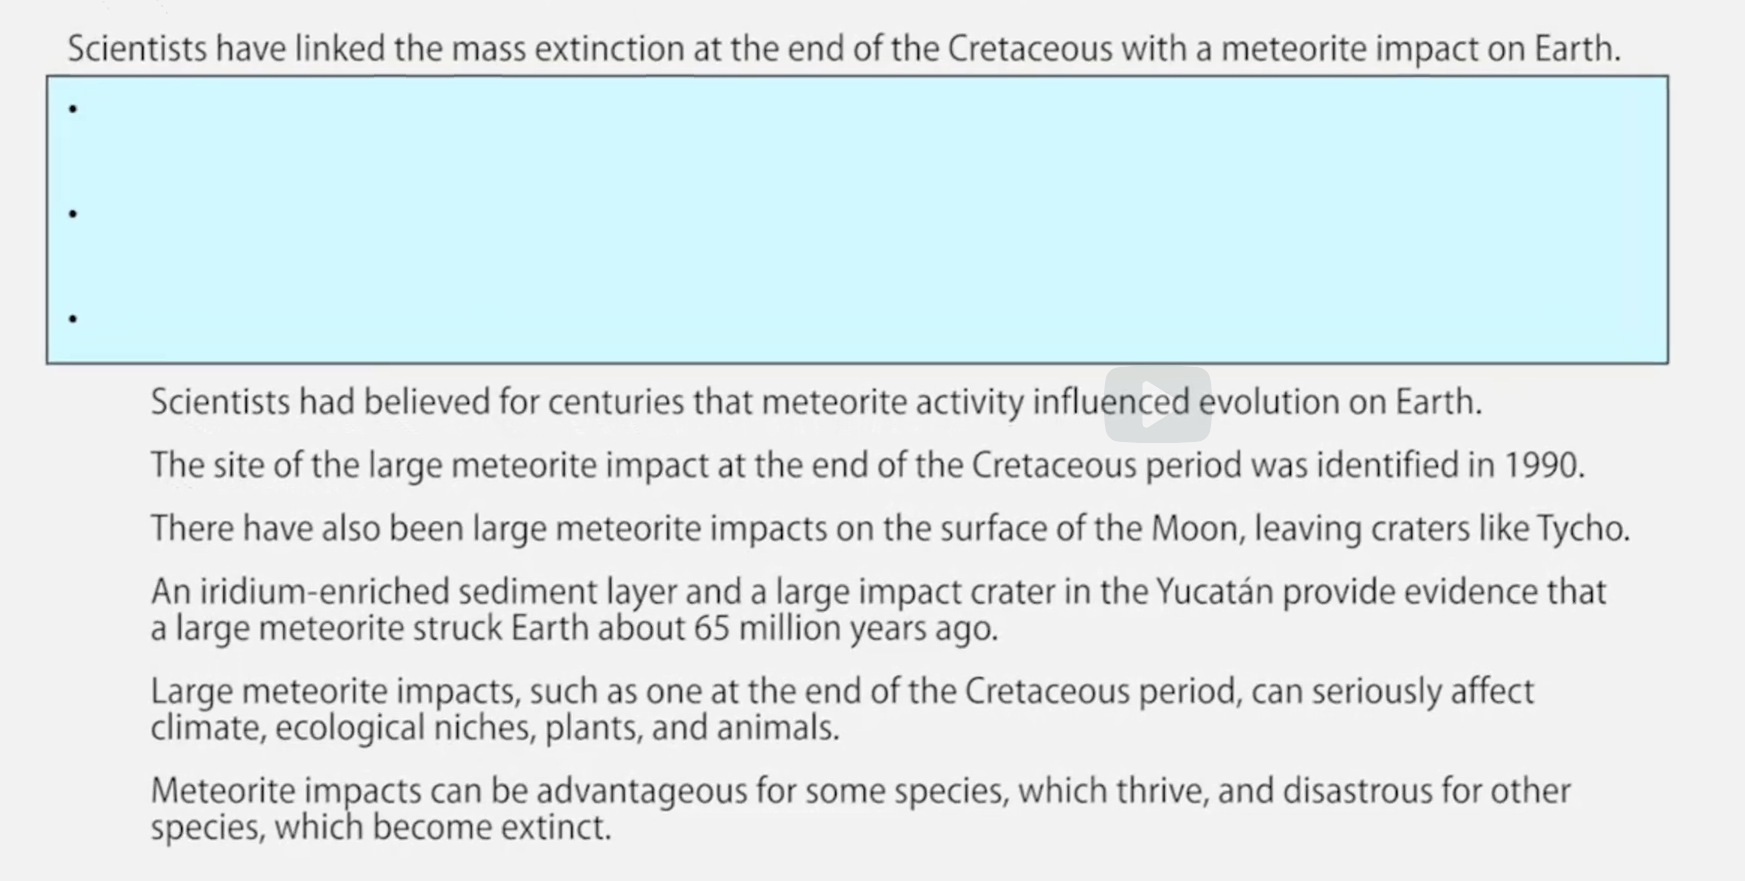 Scientists have linked the mass extinction at the end of the Cretaceous with a meteorite impact on Earth.
•
•
•
Scientists had believed for centuries that meteorite activity influenced evolution on Earth.
The site of the large meteorite impact at the end of the Cretaceous period was identified in 1990.
There have also been large meteorite impacts on the surface of the Moon, leaving craters like Tycho.
An iridium-enriched sediment layer and a large impact crater in the Yucatán provide evidence that
a large meteorite struck Earth about 65 million years ago.
Large meteorite impacts, such as one at the end of the Cretaceous period, can seriously affect
climate, ecological niches, plants, and animals.
Meteorite impacts can be advantageous for some species, which thrive, and disastrous for other
species, which become extinct.